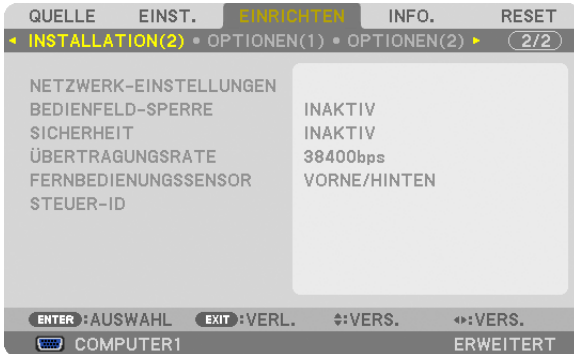 QUELLE EINST. EINRICHTEN INFO. RESET
◄ INSTALLATION(2) • OPTIONEN(1) • OPTIONEN(2) ► 2/2
NETZWERK-EINSTELLUNGEN
BEDIENFELD-SPERRE INAKTIV
SICHERHEIT INAKTIV
ÜBERTRAGUNGSRATE 38400bps
FERNBEDIENUNGSSENSOR VORNE/HINTEN
STEUER-ID
ENTER :AUSWAHL EXIT :VERL. ♦:VERS. ◄►:VERS.
COMPUTER1 ERWEITERT